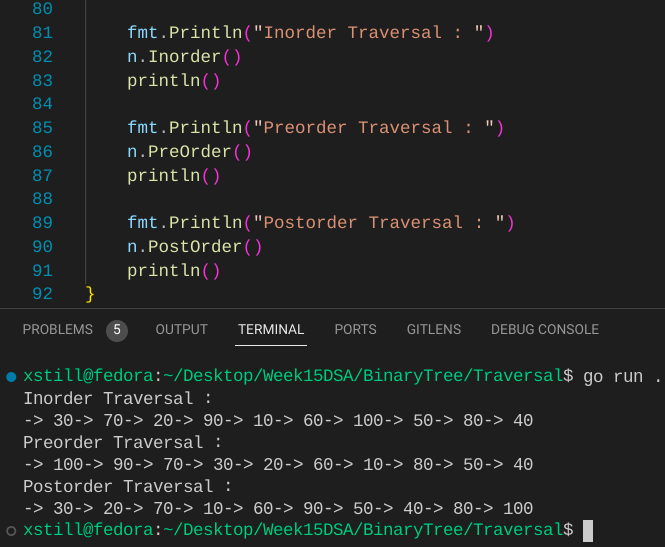 80
81 fmt.Println("Inorder Traversal : ")
82 n.Inorder()
83 println()
84
85 fmt.Println("Preorder Traversal : ")
86 n.PreOrder()
87 println()
88
89 fmt.Println("Postorder Traversal : ")
90 n.PostOrder()
91 println()
92 }
PROBLEMS 5 OUTPUT TERMINAL PORTS GITLENS DEBUG CONSOLE
xstill@fedora:~/Desktop/Week15DSA/BinaryTree/Traversal$ go run .
Inorder Traversal :
-> 30-> 70-> 20-> 90-> 10-> 60-> 100-> 50-> 80-> 40
Preorder Traversal :
-> 100-> 90-> 70-> 30-> 20-> 60-> 10-> 80-> 50-> 40
Postorder Traversal :
-> 30-> 20-> 70-> 10-> 60-> 90-> 50-> 40-> 80-> 100
xstill@fedora:~/Desktop/Week15DSA/BinaryTree/Traversal$